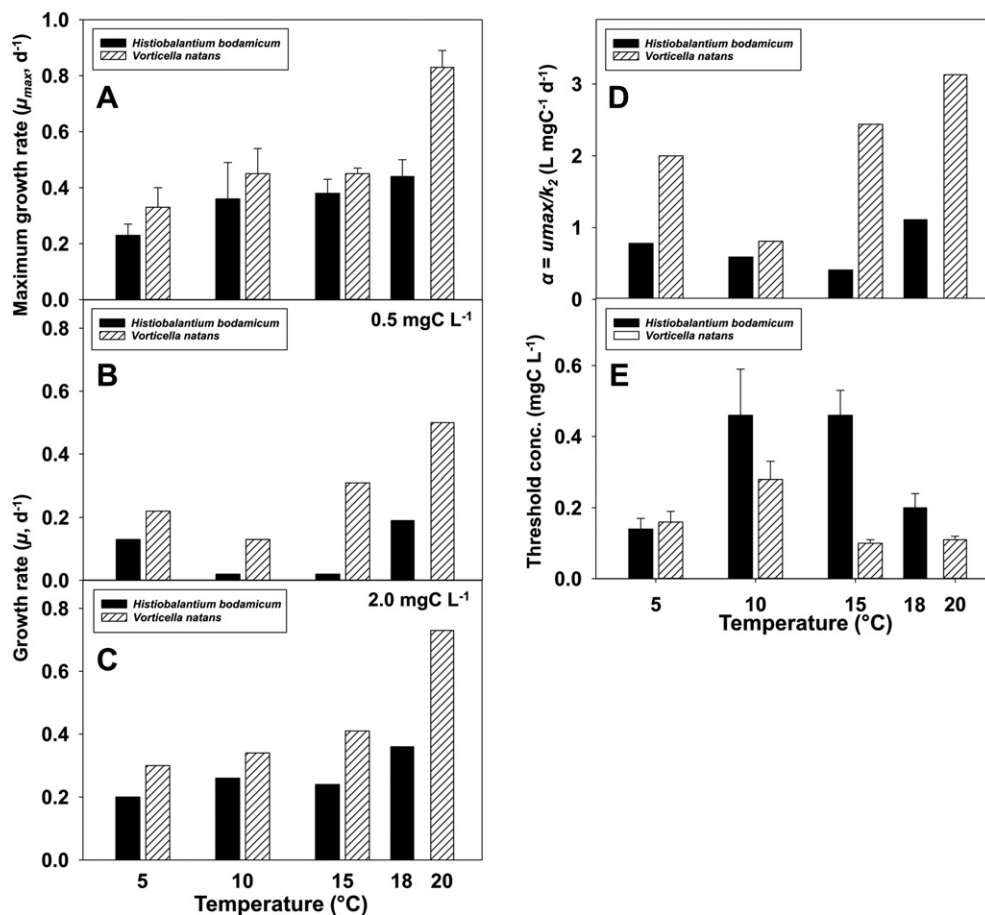 Histiobalantium bodamicum
Vorticella natans
A
Maximum growth rate (μmax, d-1)
1.0
0.8
0.6
0.4
0.2
0.0
0.5 mgC L-1
Histiobalantium bodamicum
Vorticella natans
B
0.8
0.6
0.4
0.2
0.0
Growth rate (μ, d-1)
2.0 mgC L-1
Histiobalantium bodamicum
Vorticella natans
C
0.8
0.6
0.4
0.2
0.0
5 10 15 18 20
Temperature (°C)
Histiobalantium bodamicum
Vorticella natans
D
α = umax/k2 (L mgC-1 d-1)
3
2
1
0
Histiobalantium bodamicum
Vorticella natans
E
Threshold conc. (mgC L-1)
0.6
0.4
0.2
0.0
5 10 15 18 20
Temperature (°C)